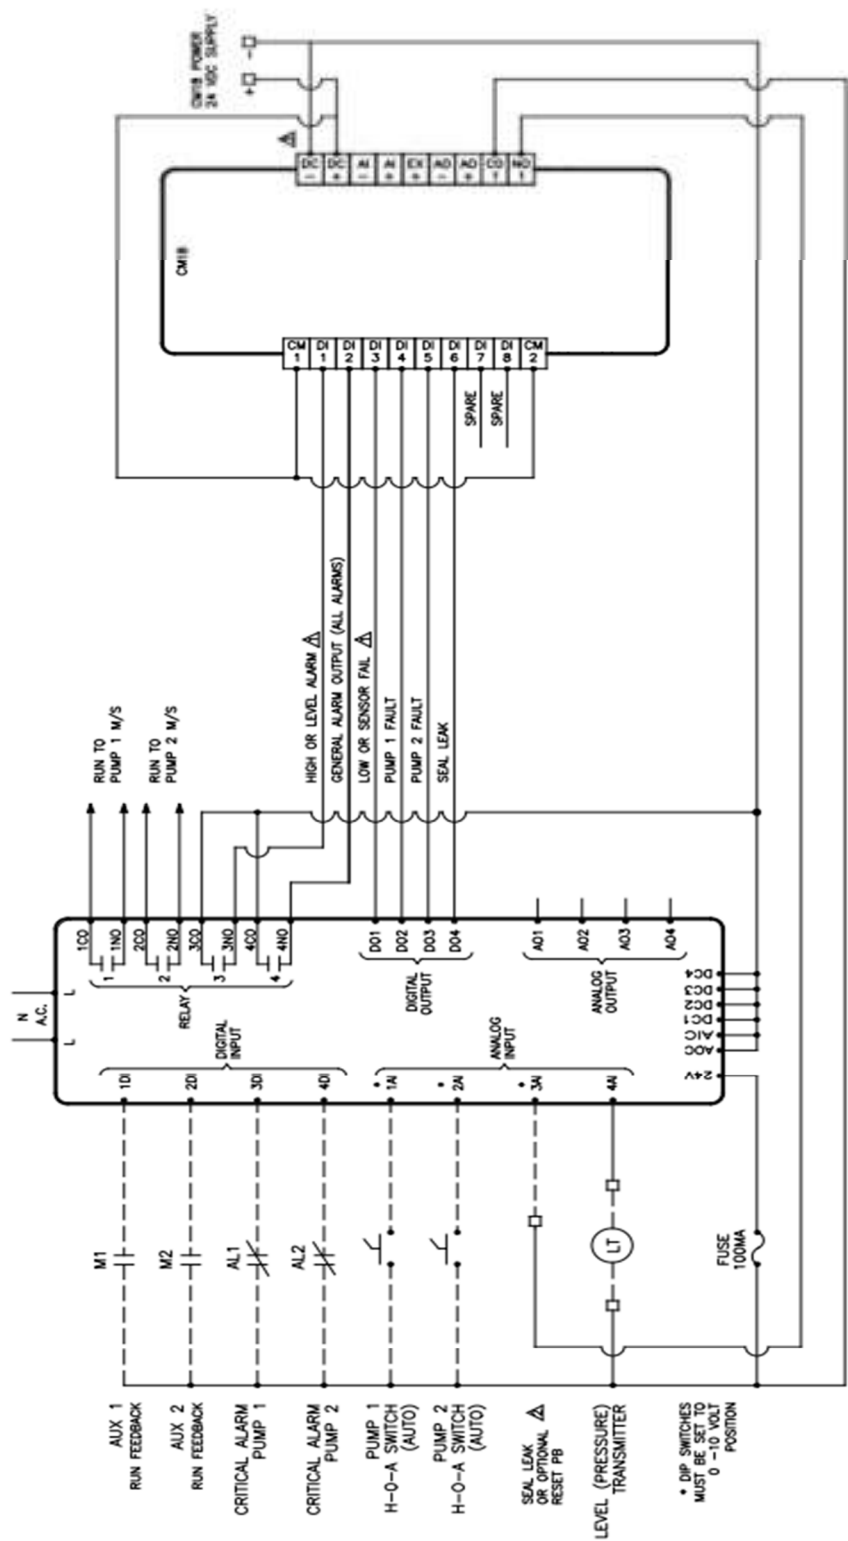 CM1B POWER
24 VDC SUPPLY
+
-
DC -
DC +
AI -
AI +
EX +
AO -
AO +
CO 1
NO 1
CM1B
CM 1
DI 1
DI 2
DI 3
DI 4
DI 5
DI 6
DI 7
DI 8
CM 2
SPARE
SPARE
HIGH OR LEVEL ALARM
GENERAL ALARM OUTPUT (ALL ALARMS)
LOW OR SENSOR FAIL
PUMP 1 FAULT
PUMP 2 FAULT
SEAL LEAK
RUN TO
PUMP 1 M/S
RUN TO
PUMP 2 M/S
L
N
A.C.
L
1CO
1NO
2CO
2NO
3CO
3NO
4CO
4NO
1
2
3
4
RELAY
DO1
DO2
DO3
DO4
DIGITAL
OUTPUT
AO1
AO2
AO3
AO4
ANALOG
OUTPUT
DIGITAL
INPUT
1DI
2DI
3DI
4DI
ANALOG
INPUT
* 1AI
* 2AI
* 3AI
4AI
DC4
DC3
DC2
DC1
AIC
AOC
24V
M1
M2
AL1
AL2
LT
FUSE
100MA
AUX 1
RUN FEEDBACK
AUX 2
RUN FEEDBACK
CRITICAL ALARM
PUMP 1
CRITICAL ALARM
PUMP 2
PUMP 1
H-O-A SWITCH
(AUTO)
PUMP 2
H-O-A SWITCH
(AUTO)
SEAL LEAK
OR OPTIONAL
RESET PB
LEVEL (PRESSURE)
TRANSMITTER
* DIP SWITCHES
MUST BE SET TO
0 -10 VOLT
POSITION